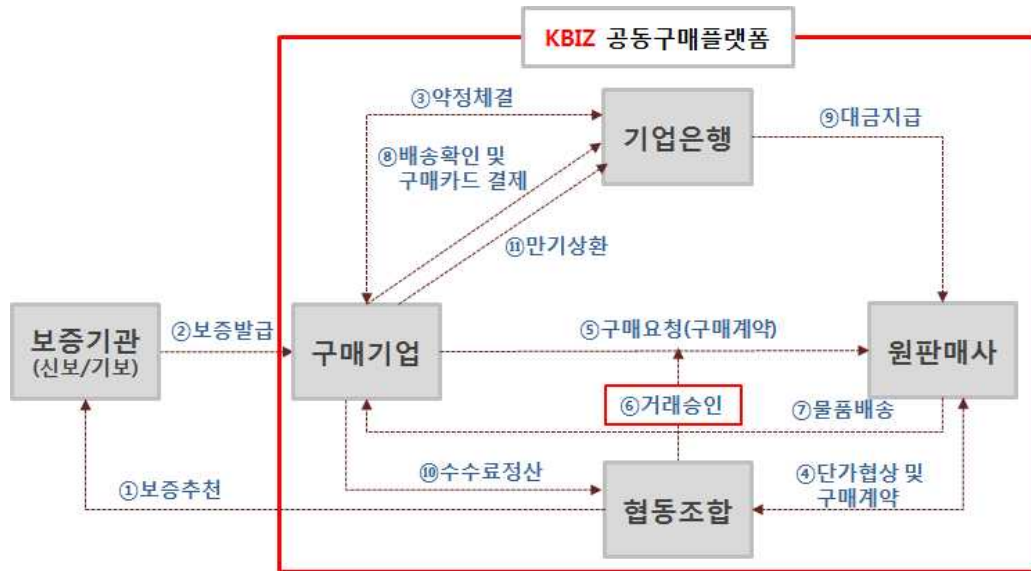 KBIZ 공동구매플랫폼
③약정체결
기업은행
⑨대금지급
⑧배송확인 및
구매카드 결제
⑪만기상환
보증기관
(신보/기보)
②보증발급
구매기업
⑤구매요청(구매계약)
원판매사
⑥거래승인
⑦물품배송
①보증추천
⑩수수료정산
협동조합
④단가협상 및
구매계약